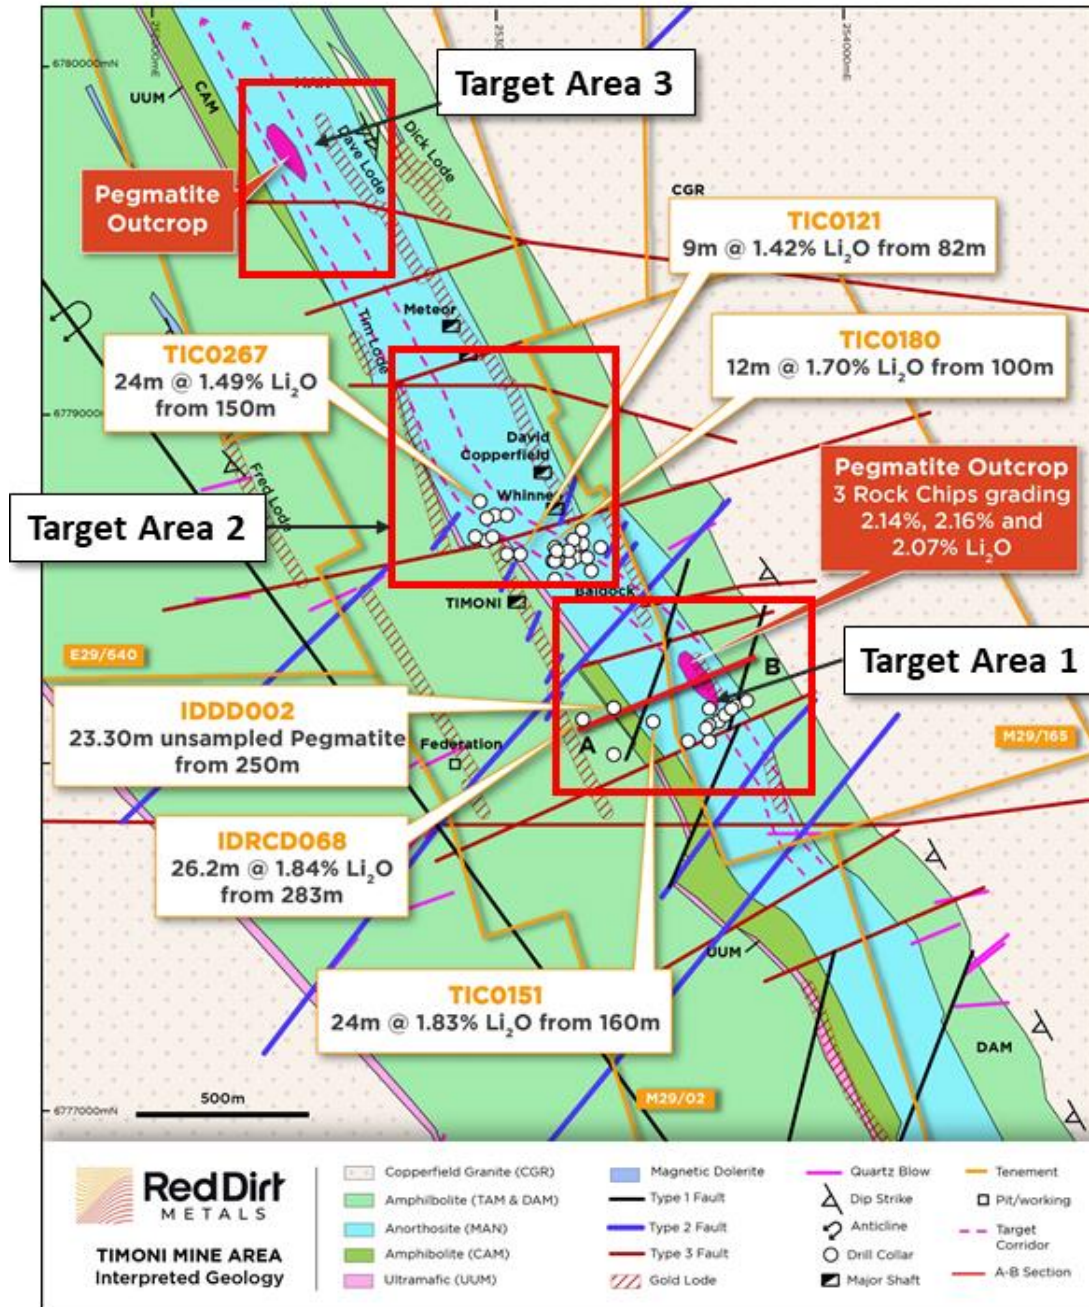 252000mE
2530
254000mE
6780000mN
Target Area 3
UUM
CAM
MAN
Dave Lode
Dick Lode
Pegmatite
Outcrop
CGR
TIC0121
9m @ 1.42% Li₂O from 82m
Meteor
Tim Lode
TIC0267
24m @ 1.49% Li₂O
from 150m
TIC0180
12m @ 1.70% Li₂O from 100m
6779000m
David
Copperfield
Whinne
Fred Lode
Pegmatite Outcrop
3 Rock Chips grading
2.14%, 2.16% and
2.07% Li₂O
Target Area 2
Baldock
TIMONI
E29/640
Target Area 1
B
IDDD002
23.30m unsampled Pegmatite
from 250m
A
Federation
M29/165
IDRCD068
26.2m @ 1.84% Li₂O
from 283m
UUM
TIC0151
24m @ 1.83% Li₂O from 160m
DAM
M29/02
6777000mN
500m
Red Dirt
METALS
TIMONI MINE AREA
Interpreted Geology
Copperfield Granite (CGR)
Amphilbolite (TAM & DAM)
Anorthosite (MAN)
Amphibolite (CAM)
Ultramafic (UUM)
Magnetic Dolerite
Type 1 Fault
Type 2 Fault
Type 3 Fault
Gold Lode
Quartz Blow
Dip Strike
Anticline
Drill Collar
Major Shaft
Tenement
Pit/working
Target
Corridor
A-B Section